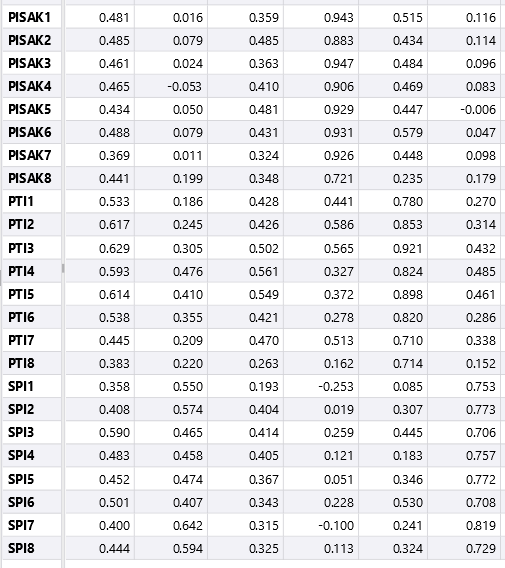 PISAK1 0.481 0.016 0.359 0.943 0.515 0.116
PISAK2 0.485 0.079 0.485 0.883 0.434 0.114
PISAK3 0.461 0.024 0.363 0.947 0.484 0.096
PISAK4 0.465 -0.053 0.410 0.906 0.469 0.083
PISAK5 0.434 0.050 0.481 0.929 0.447 -0.006
PISAK6 0.488 0.079 0.431 0.931 0.579 0.047
PISAK7 0.369 0.011 0.324 0.926 0.448 0.098
PISAK8 0.441 0.199 0.348 0.721 0.235 0.179
PTI1 0.533 0.186 0.428 0.441 0.780 0.270
PTI2 0.617 0.245 0.426 0.586 0.853 0.314
PTI3 0.629 0.305 0.502 0.565 0.921 0.432
PTI4 0.593 0.476 0.561 0.327 0.824 0.485
PTI5 0.614 0.410 0.549 0.372 0.898 0.461
PTI6 0.538 0.355 0.421 0.278 0.820 0.286
PTI7 0.445 0.209 0.470 0.513 0.710 0.338
PTI8 0.383 0.220 0.263 0.162 0.714 0.152
SPI1 0.358 0.550 0.193 -0.253 0.085 0.753
SPI2 0.408 0.574 0.404 0.019 0.307 0.773
SPI3 0.590 0.465 0.414 0.259 0.445 0.706
SPI4 0.483 0.458 0.405 0.121 0.183 0.757
SPI5 0.452 0.474 0.367 0.051 0.346 0.772
SPI6 0.501 0.407 0.343 0.228 0.530 0.708
SPI7 0.400 0.642 0.315 -0.100 0.241 0.819
SPI8 0.444 0.594 0.325 0.113 0.324 0.729